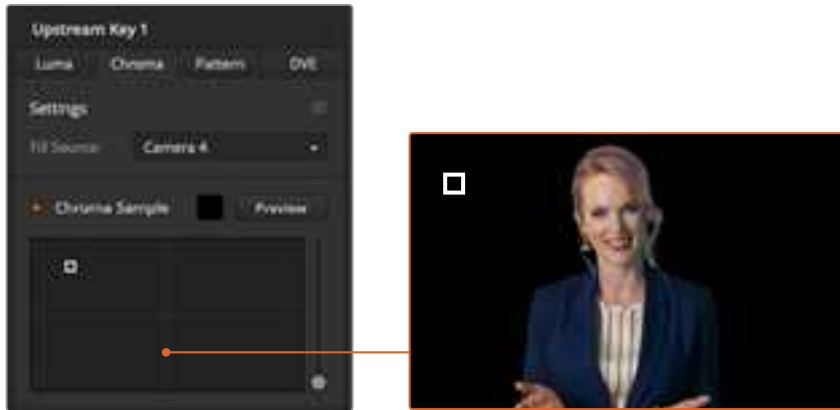 Upstream Key 1
Luma Chroma Pattern DVE
Settings
Fill Source: Camera 4
Chroma Sample Preview